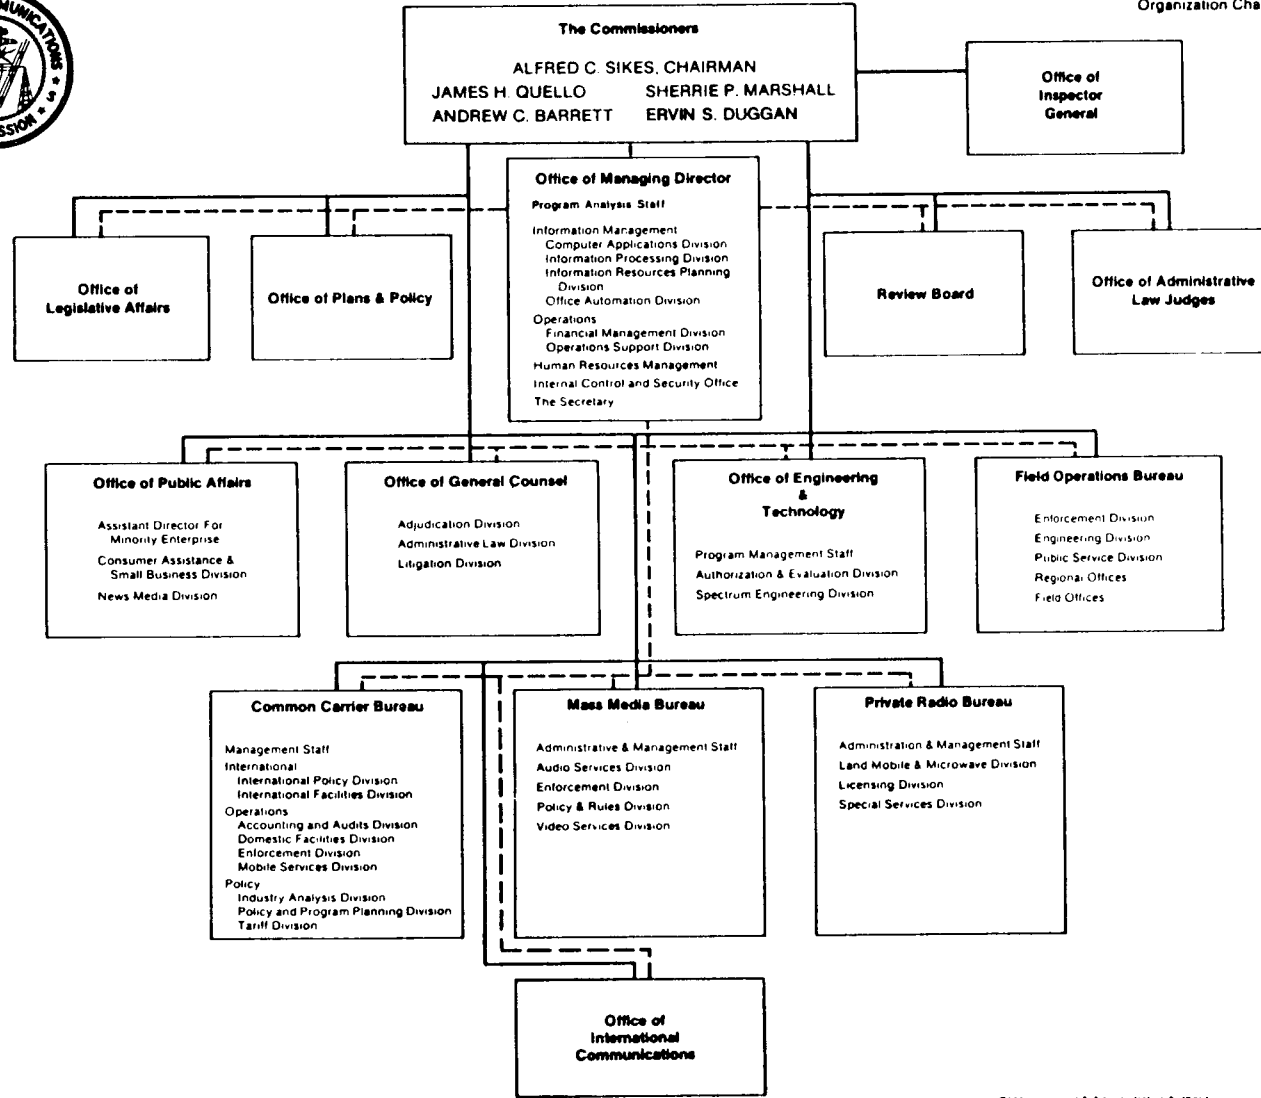 MUNICATIONS
SSION
Organization Cha
The Commissioners
ALFRED C. SIKES, CHAIRMAN
JAMES H. QUELLO SHERRIE P. MARSHALL
ANDREW C. BARRETT ERVIN S. DUGGAN
Office of
Inspector
General
Office of Managing Director
Program Analysis Staff
Information Management
Computer Applications Division
Information Processing Division
Information Resources Planning
Division
Office Automation Division
Operations
Financial Management Division
Operations Support Division
Human Resources Management
Internal Control and Security Office
The Secretary
Office of
Legislative Affairs
Office of Plans & Policy
Review Board
Office of Administrative
Law Judges
Office of Public Affairs
Assistant Director For
Minority Enterprise
Consumer Assistance &
Small Business Division
News Media Division
Office of General Counsel
Adjudication Division
Administrative Law Division
Litigation Division
Office of Engineering
&
Technology
Program Management Staff
Authorization & Evaluation Division
Spectrum Engineering Division
Field Operations Bureau
Enforcement Division
Engineering Division
Public Service Division
Regional Offices
Field Offices
Common Carrier Bureau
Management Staff
International
International Policy Division
International Facilities Division
Operations
Accounting and Audits Division
Domestic Facilities Division
Enforcement Division
Mobile Services Division
Policy
Industry Analysis Division
Policy and Program Planning Division
Tariff Division
Mass Media Bureau
Administrative & Management Staff
Audio Services Division
Enforcement Division
Policy & Rules Division
Video Services Division
Private Radio Bureau
Administration & Management Staff
Land Mobile & Microwave Division
Licensing Division
Special Services Division
Office of
International
Communications